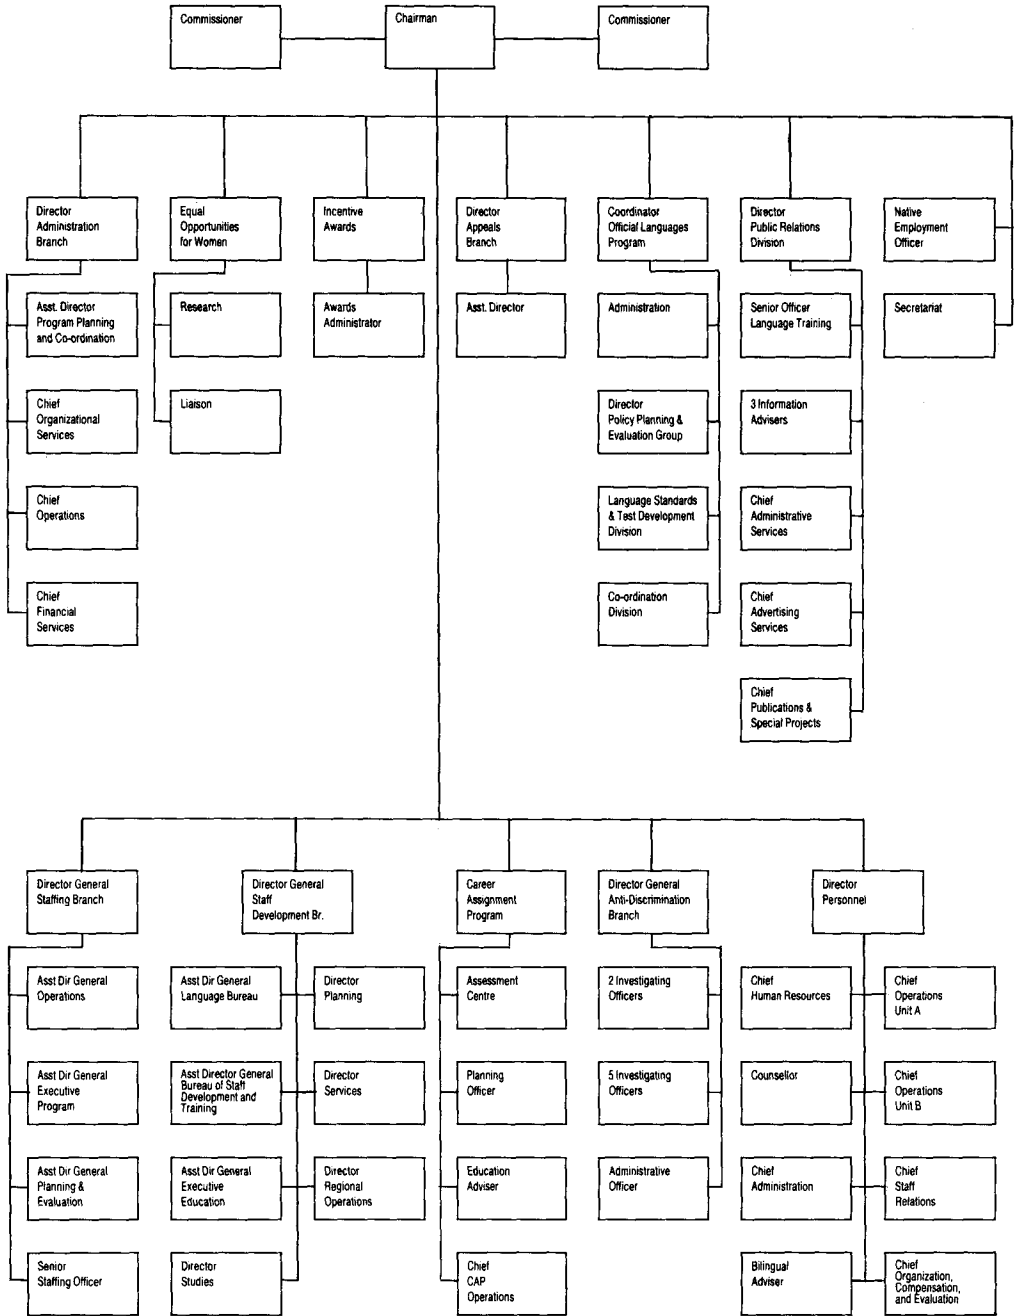 Commissioner
Chairman
Commissioner
Director
Administration
Branch
Equal
Opportunities
for Women
Incentive
Awards
Director
Appeals
Branch
Coordinator
Official Languages
Program
Director
Public Relations
Division
Native
Employment
Officer
Asst. Director
Program Planning
and Co-ordination
Research
Awards
Administrator
Asst. Director
Administration
Senior Officer
Language Training
Secretariat
Chief
Organizational
Services
Liaison
Director
Policy Planning &
Evaluation Group
3 Information
Advisers
Chief
Operations
Language Standards
& Test Development
Division
Chief
Administrative
Services
Chief
Financial
Services
Co-ordination
Division
Chief
Advertising
Services
Chief
Publications &
Special Projects
Director General
Staffing Branch
Director General
Staff
Development Br.
Career
Assignment
Program
Director General
Anti-Discrimination
Branch
Director
Personnel
Asst Dir General
Operations
Asst Dir General
Language Bureau
Director
Planning
Assessment
Centre
2 Investigating
Officers
Chief
Human Resources
Chief
Operations
Unit A
Asst Dir General
Executive
Program
Asst Director General
Bureau of Staff
Development and
Training
Director
Services
Planning
Officer
5 Investigating
Officers
Counsellor
Chief
Operations
Unit B
Asst Dir General
Planning &
Evaluation
Asst Dir General
Executive
Education
Director
Regional
Operations
Education
Adviser
Administrative
Officer
Chief
Administration
Chief
Staff
Relations
Senior
Staffing Officer
Director
Studies
Chief
CAP
Operations
Bilingual
Adviser
Chief
Organization,
Compensation,
and Evaluation